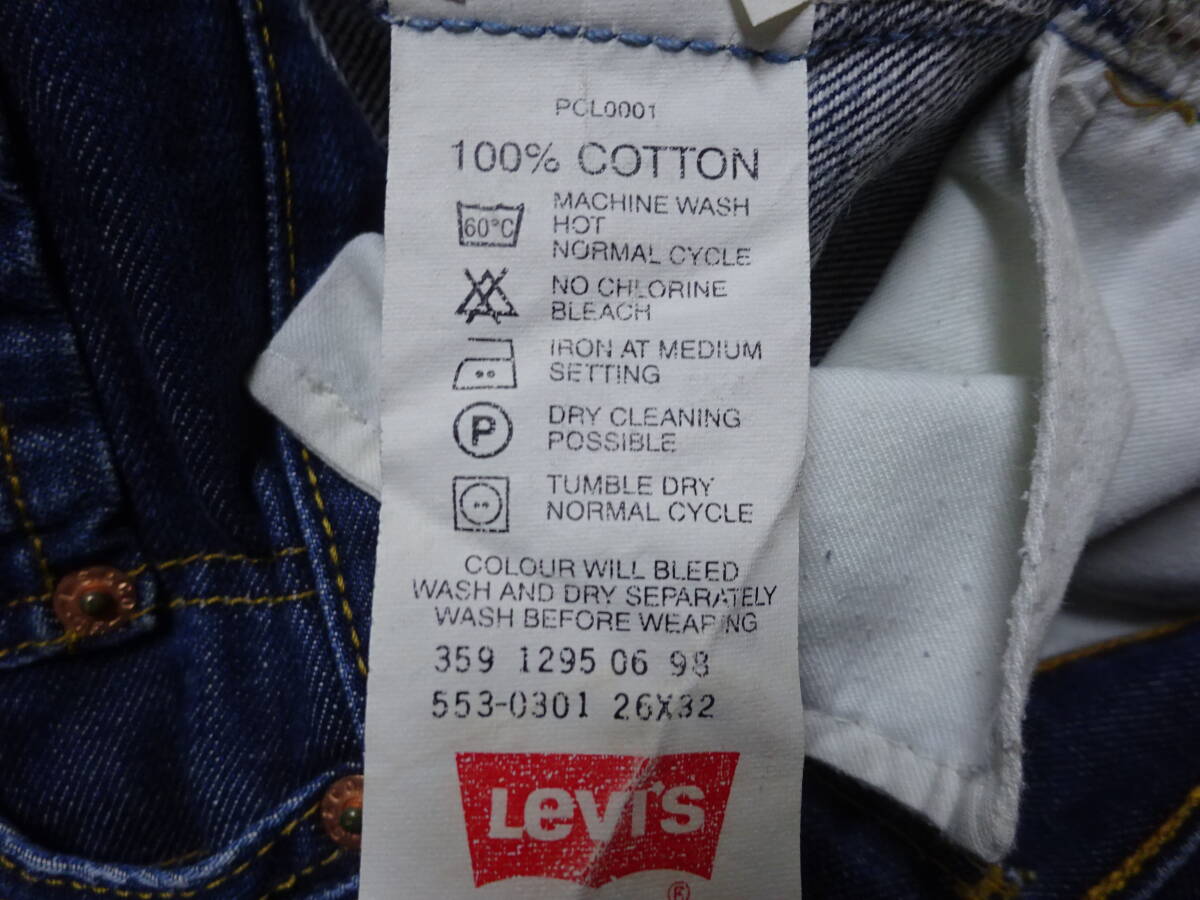 PCL0001
100% COTTON
60°C
MACHINE WASH
HOT
NORMAL CYCLE
NO CHLORINE
BLEACH
IRON AT MEDIUM
SETTING
P
DRY CLEANING
POSSIBLE
TUMBLE DRY
NORMAL CYCLE
COLOUR WILL BLEED
WASH AND DRY SEPARATELY
WASH BEFORE WEARING
359 1295 06 98
553-0301 26X32
Levi's
®